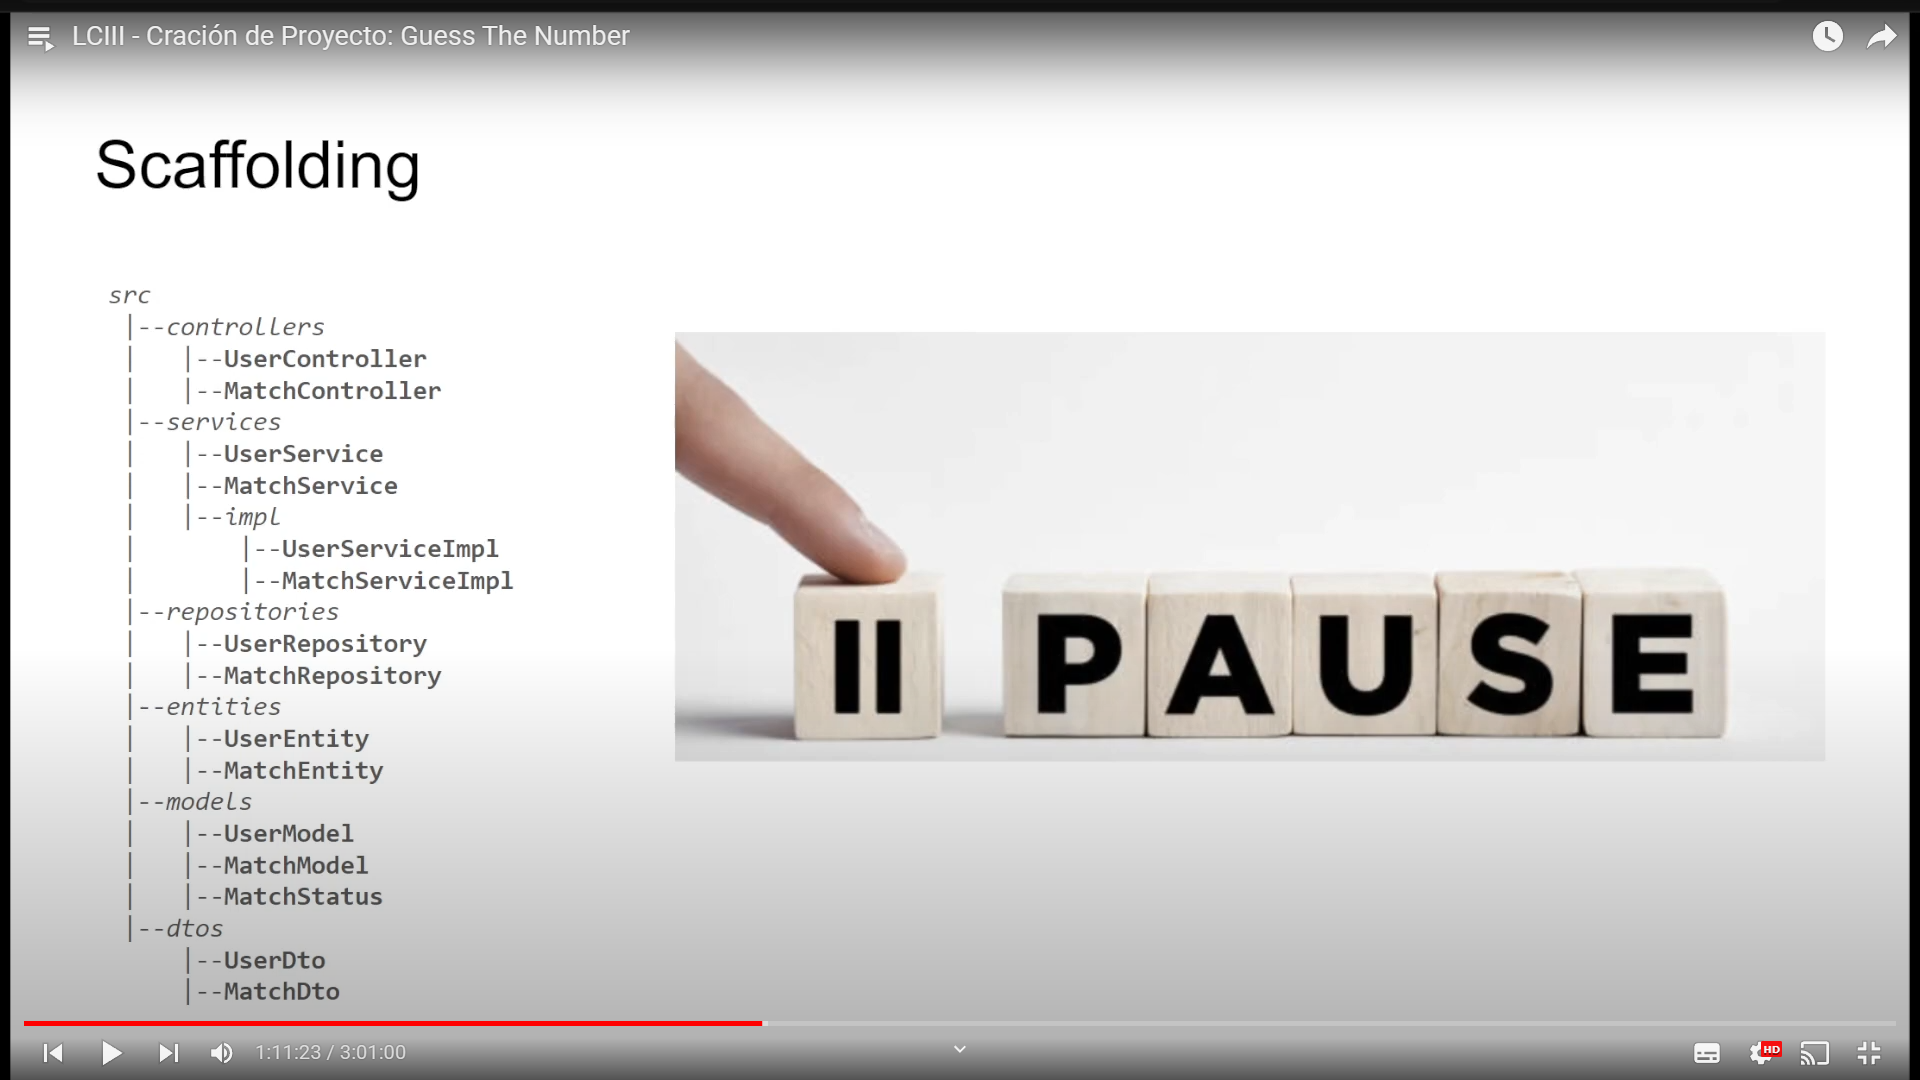 LCIII - Cración de Proyecto: Guess The Number
Scaffolding
src
|--controllers
|   |--UserController
|   |--MatchController
|--services
|   |--UserService
|   |--MatchService
|   |--impl
|       |--UserServiceImpl
|       |--MatchServiceImpl
|--repositories
|   |--UserRepository
|   |--MatchRepository
|--entities
|   |--UserEntity
|   |--MatchEntity
|--models
|   |--UserModel
|   |--MatchModel
|   |--MatchStatus
|--dtos
    |--UserDto
    |--MatchDto
PAUSE
1:11:23 / 3:01:00
HD